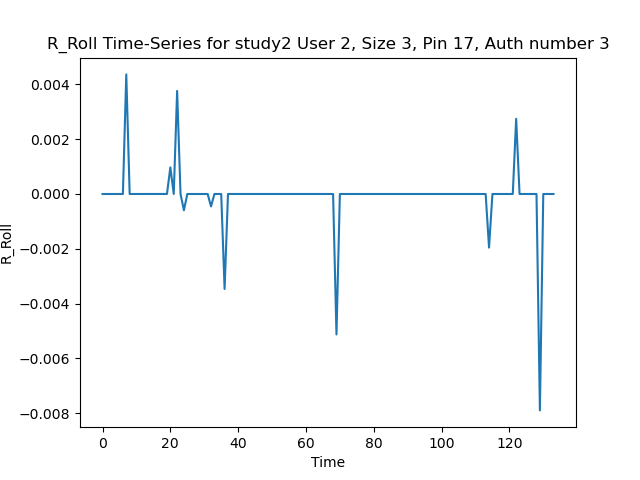 R_Roll Time-Series for study2 User 2, Size 3, Pin 17, Auth number 3
0.004
0.002
0.000
−0.002
−0.004
−0.006
−0.008
R_Roll
0 20 40 60 80 100 120
Time